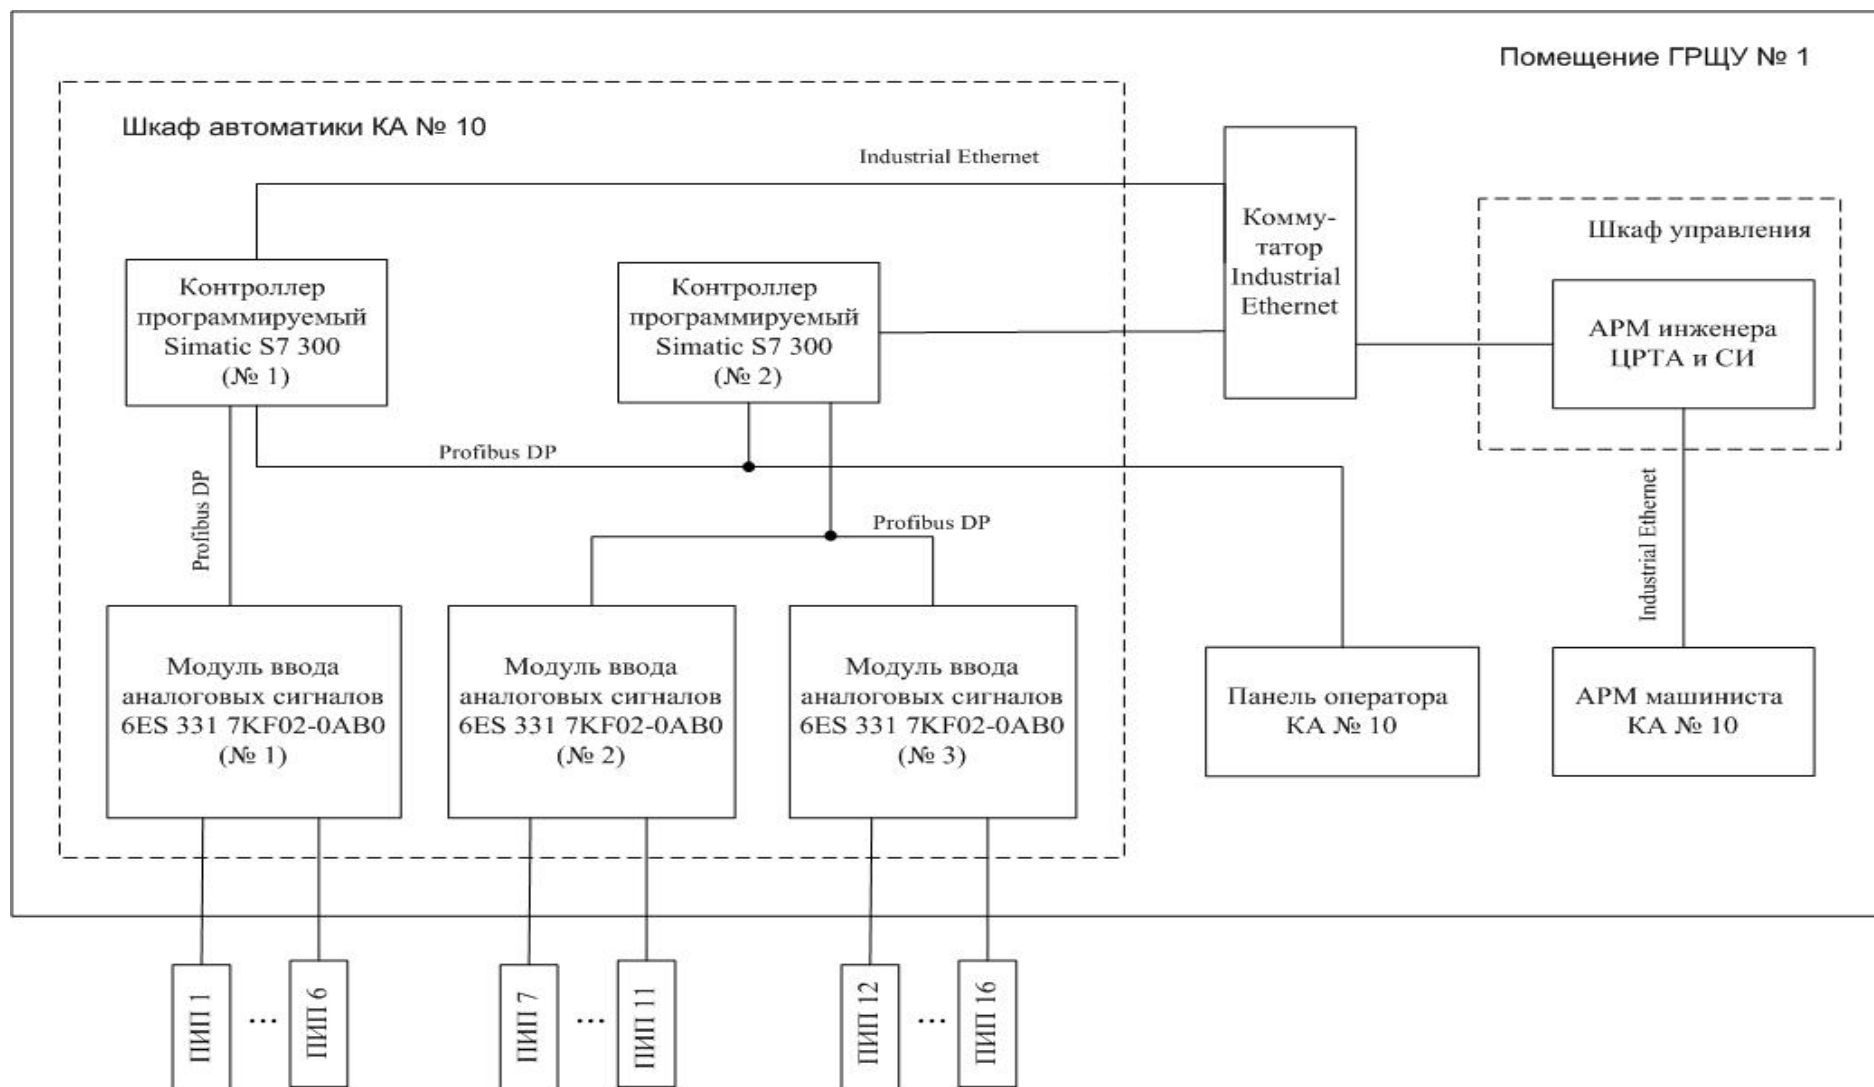 Помещение ГРЩУ № 1
Шкаф автоматики КА № 10
Industrial Ethernet
Комму-
татор
Industrial
Ethernet
Шкаф управления
Контроллер
программируемый
Simatic S7 300
(№ 1)
Контроллер
программируемый
Simatic S7 300
(№ 2)
АРМ инженера
ЦРТА и СИ
Profibus DP
Profibus DP
Profibus DP
Industrial Ethernet
Модуль ввода
аналоговых сигналов
6ES 331 7KF02-0AB0
(№ 1)
Модуль ввода
аналоговых сигналов
6ES 331 7KF02-0AB0
(№ 2)
Модуль ввода
аналоговых сигналов
6ES 331 7KF02-0AB0
(№ 3)
Панель оператора
КА № 10
АРМ машиниста
КА № 10
ПИП 1
...
ПИП 6
ПИП 7
...
ПИП 11
ПИП 12
...
ПИП 16